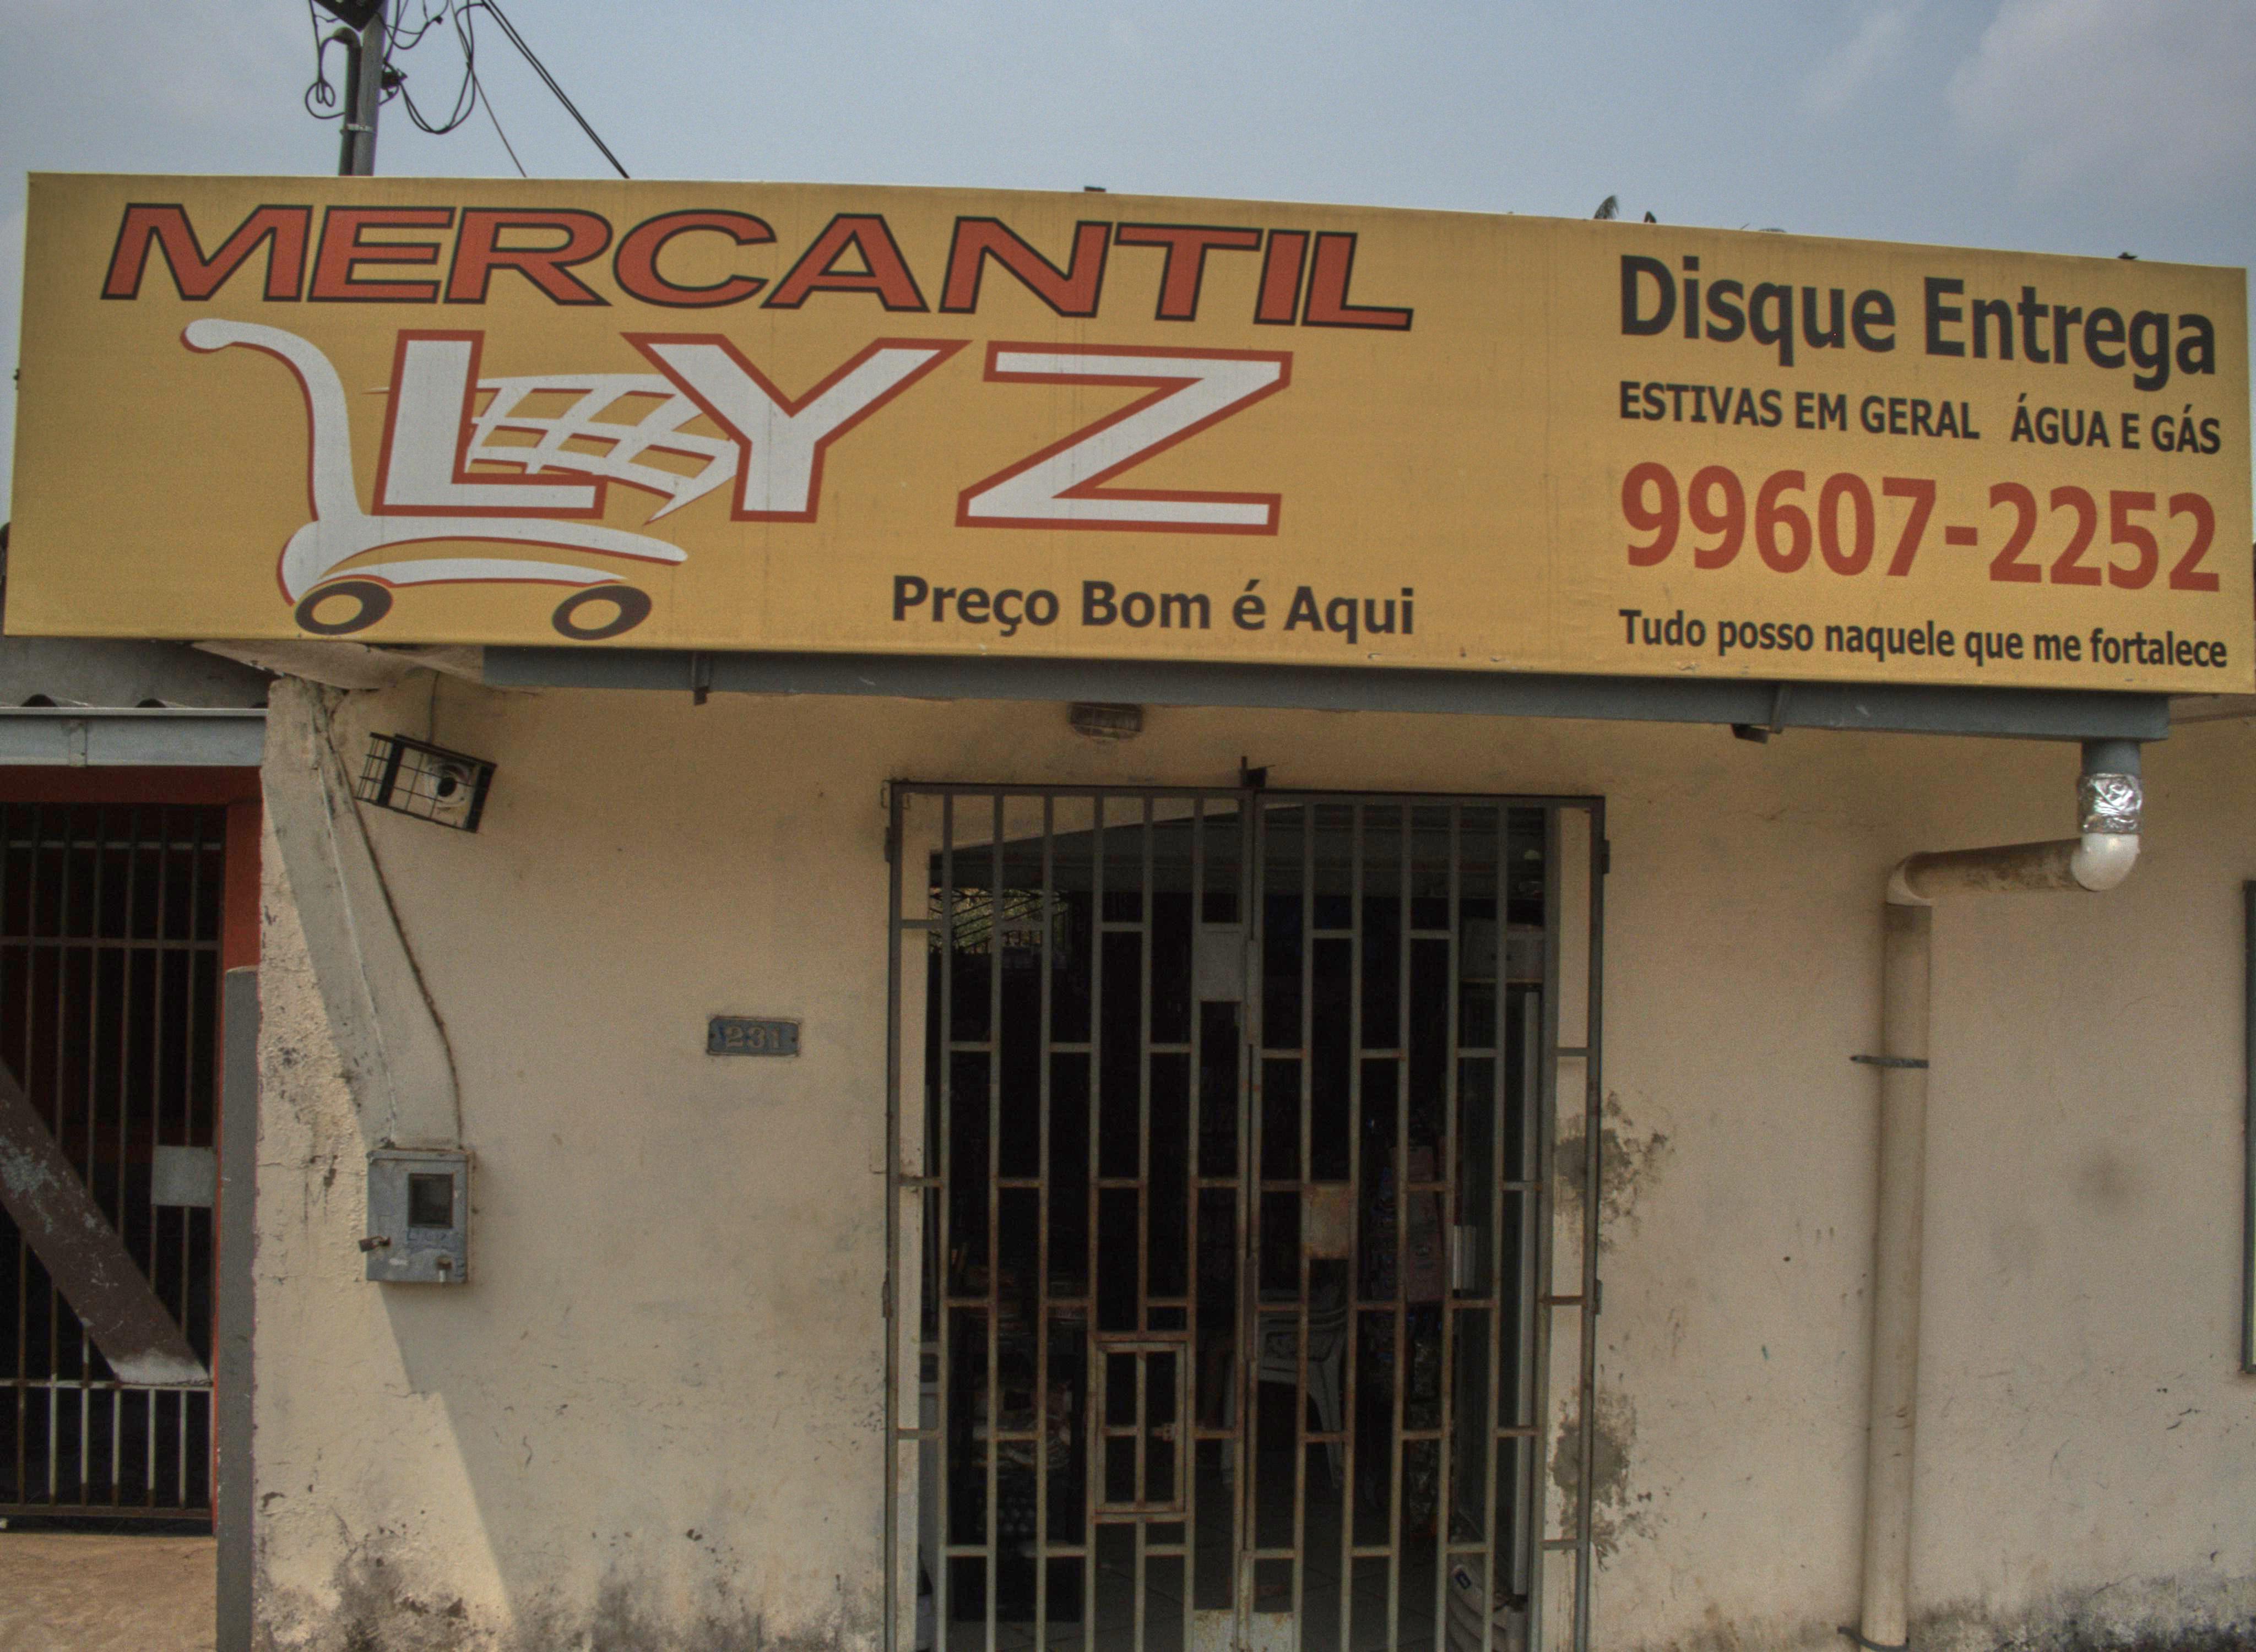 MERCANTIL
LYZ
Preço Bom é Aqui
Disque Entrega
ESTIVAS EM GERAL ÁGUA E GÁS
99607-2252
Tudo posso naquele que me fortalece
231